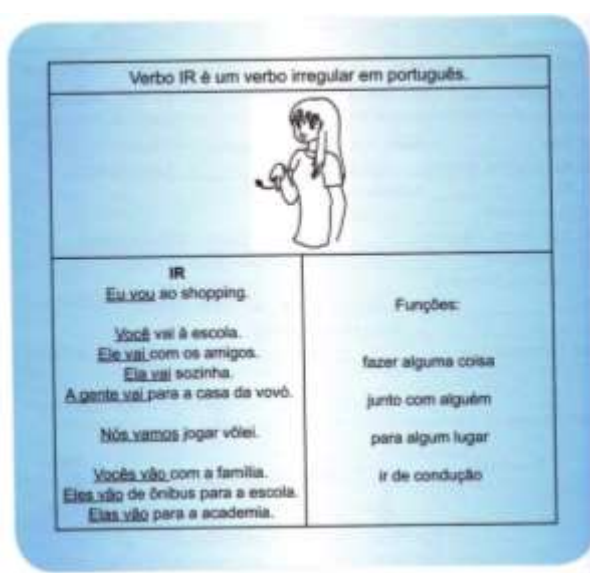 Verbo IR é um verbo irregular em português.
IR
Eu vou ao shopping.
Você vai à escola.
Ele vai com os amigos.
Ela vai sozinha.
A gente vai para a casa da vovó.
Nós vamos jogar vôlei.
Vocês vão com a família.
Eles vão de ônibus para a escola.
Elas vão para a academia.
Funções:
fazer alguma coisa
junto com alguém
para algum lugar
ir de condução